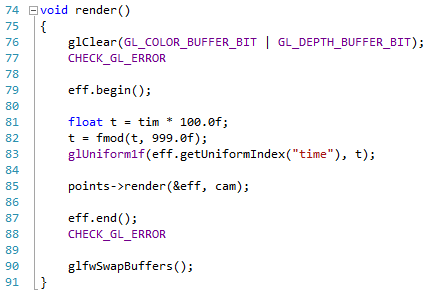 74 void render()
75 {
76 glClear(GL_COLOR_BUFFER_BIT | GL_DEPTH_BUFFER_BIT);
77 CHECK_GL_ERROR
78
79 eff.begin();
80
81 float t = tim * 100.0f;
82 t = fmod(t, 999.0f);
83 glUniform1f(eff.getUniformIndex("time"), t);
84
85 points->render(&eff, cam);
86
87 eff.end();
88 CHECK_GL_ERROR
89
90 glfwSwapBuffers();
91 }